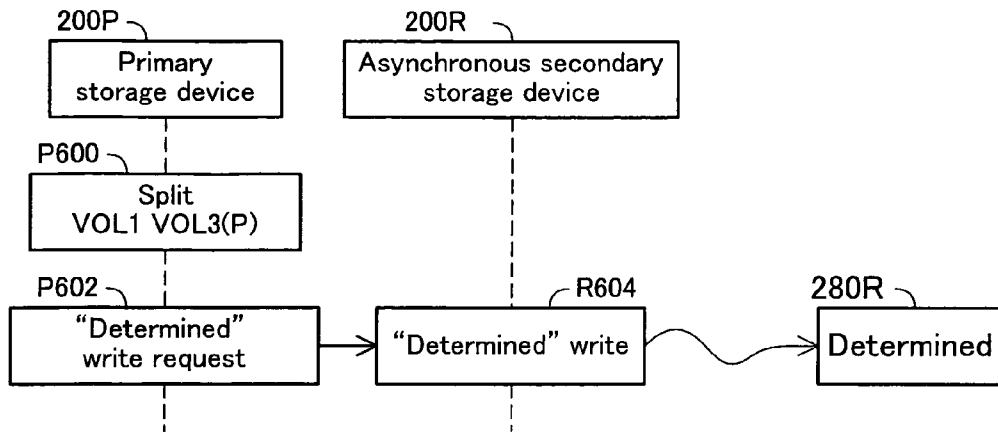 200P
200R
Primary
storage device
Asynchronous secondary
storage device
P600
Split
VOL1 VOL3(P)
P602
R604
280R
“Determined”
write request
“Determined” write
Determined